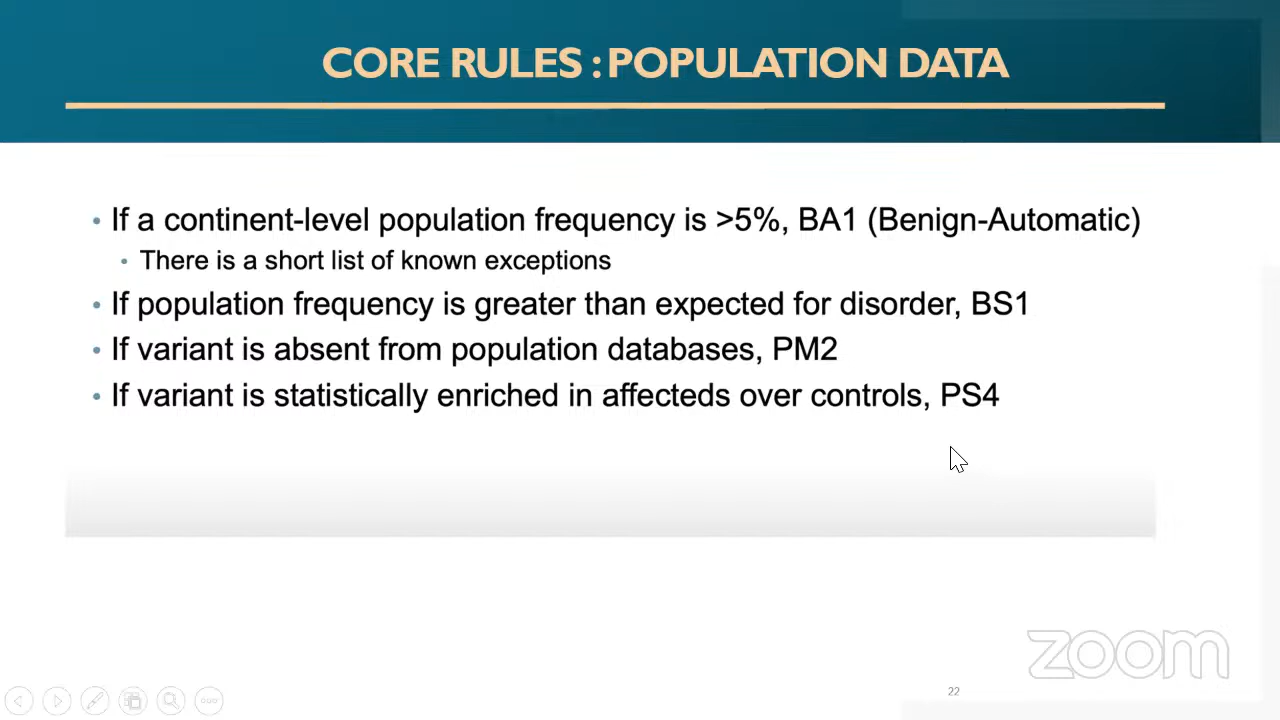 CORE RULES : POPULATION DATA
• If a continent-level population frequency is >5%, BA1 (Benign-Automatic)
• There is a short list of known exceptions
• If population frequency is greater than expected for disorder, BS1
• If variant is absent from population databases, PM2
• If variant is statistically enriched in affecteds over controls, PS4
zoom
22